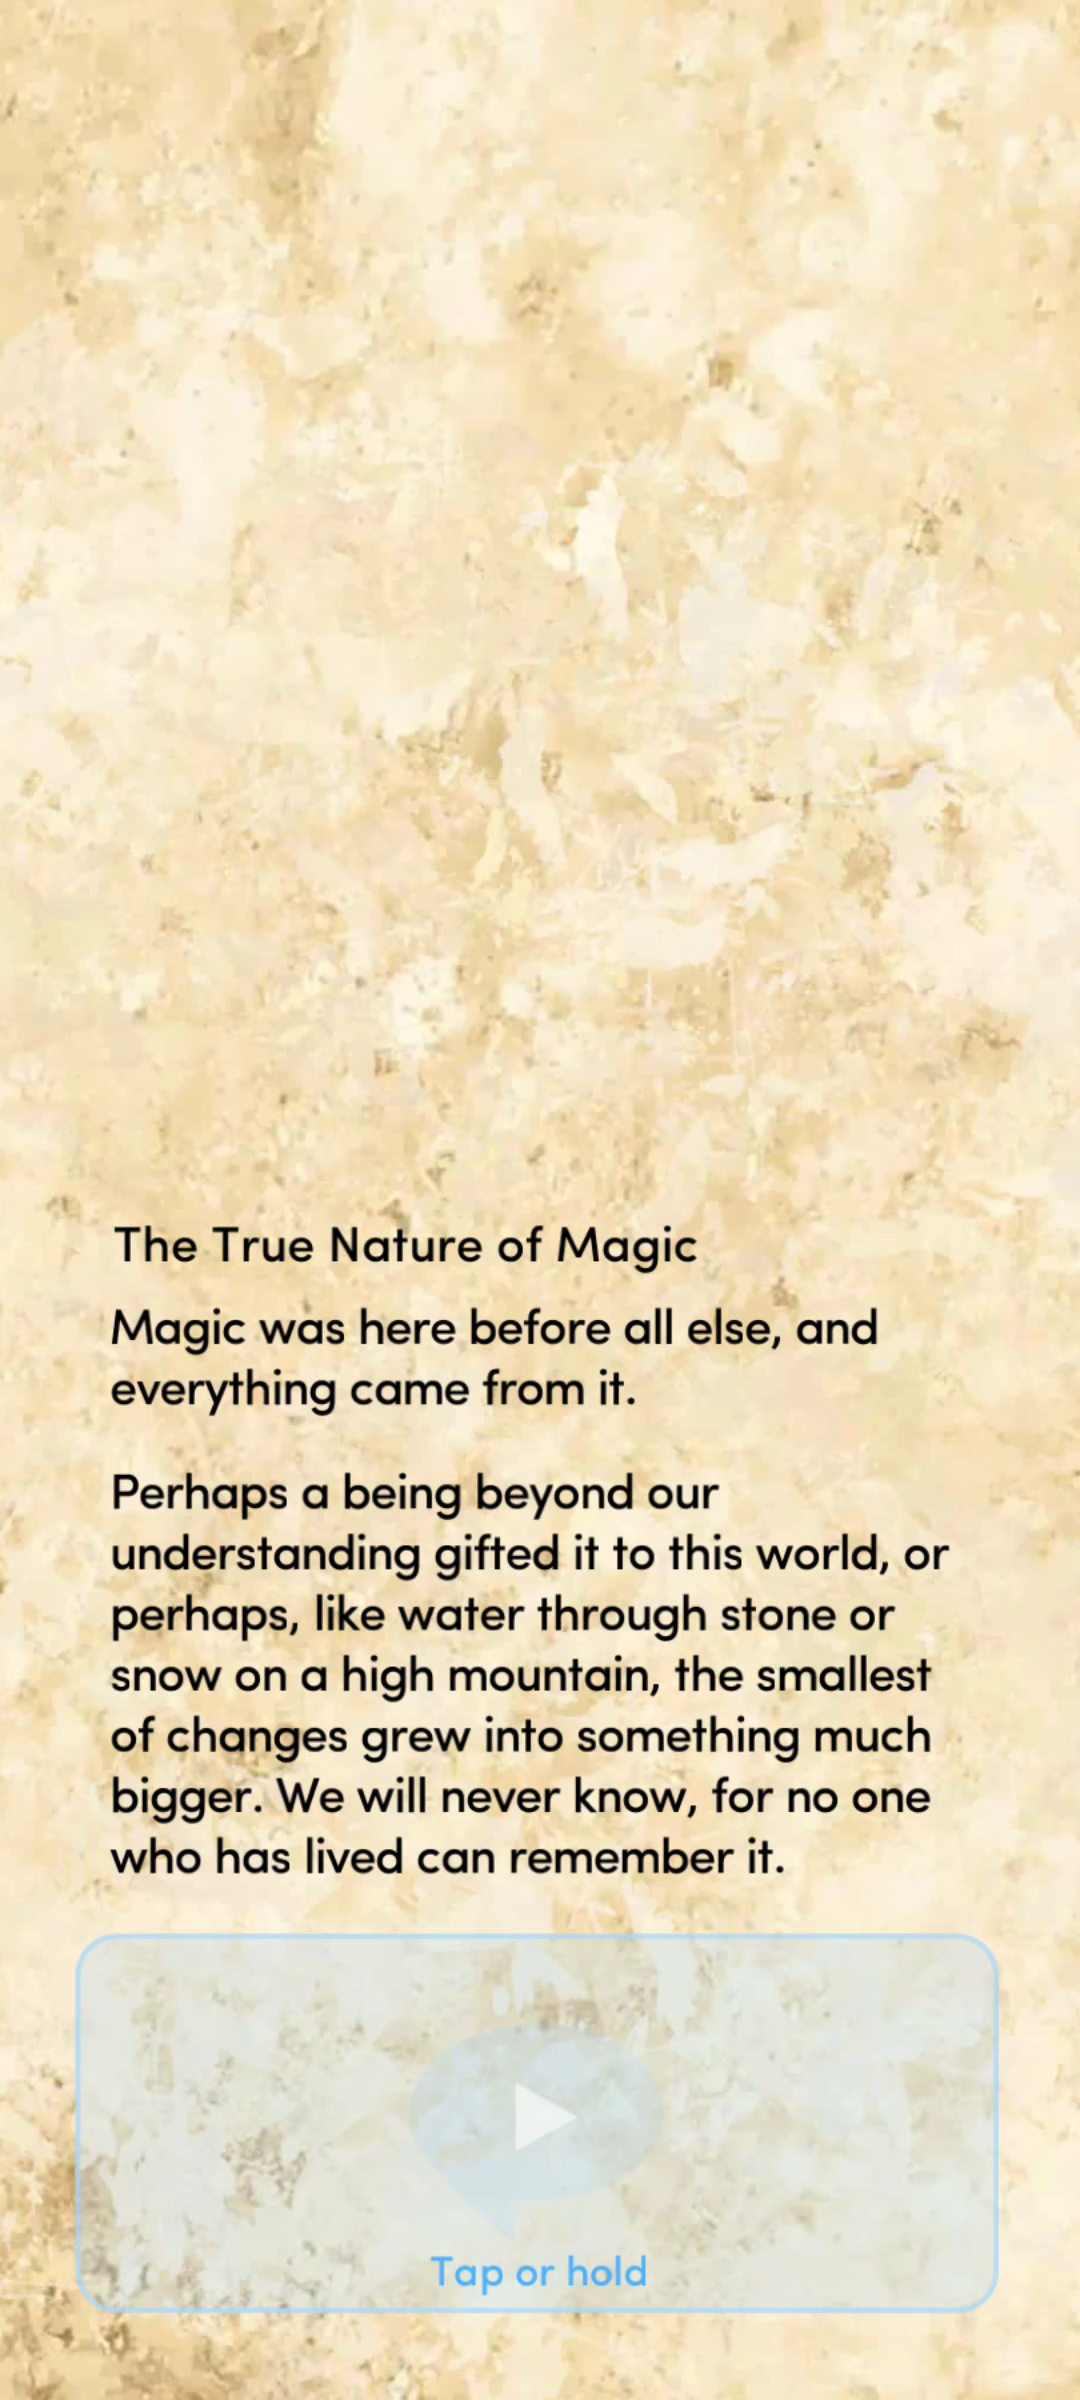 The True Nature of Magic
Magic was here before all else, and
everything came from it.
Perhaps a being beyond our
understanding gifted it to this world, or
perhaps, like water through stone or
snow on a high mountain, the smallest
of changes grew into something much
bigger. We will never know, for no one
who has lived can remember it.
Tap or hold